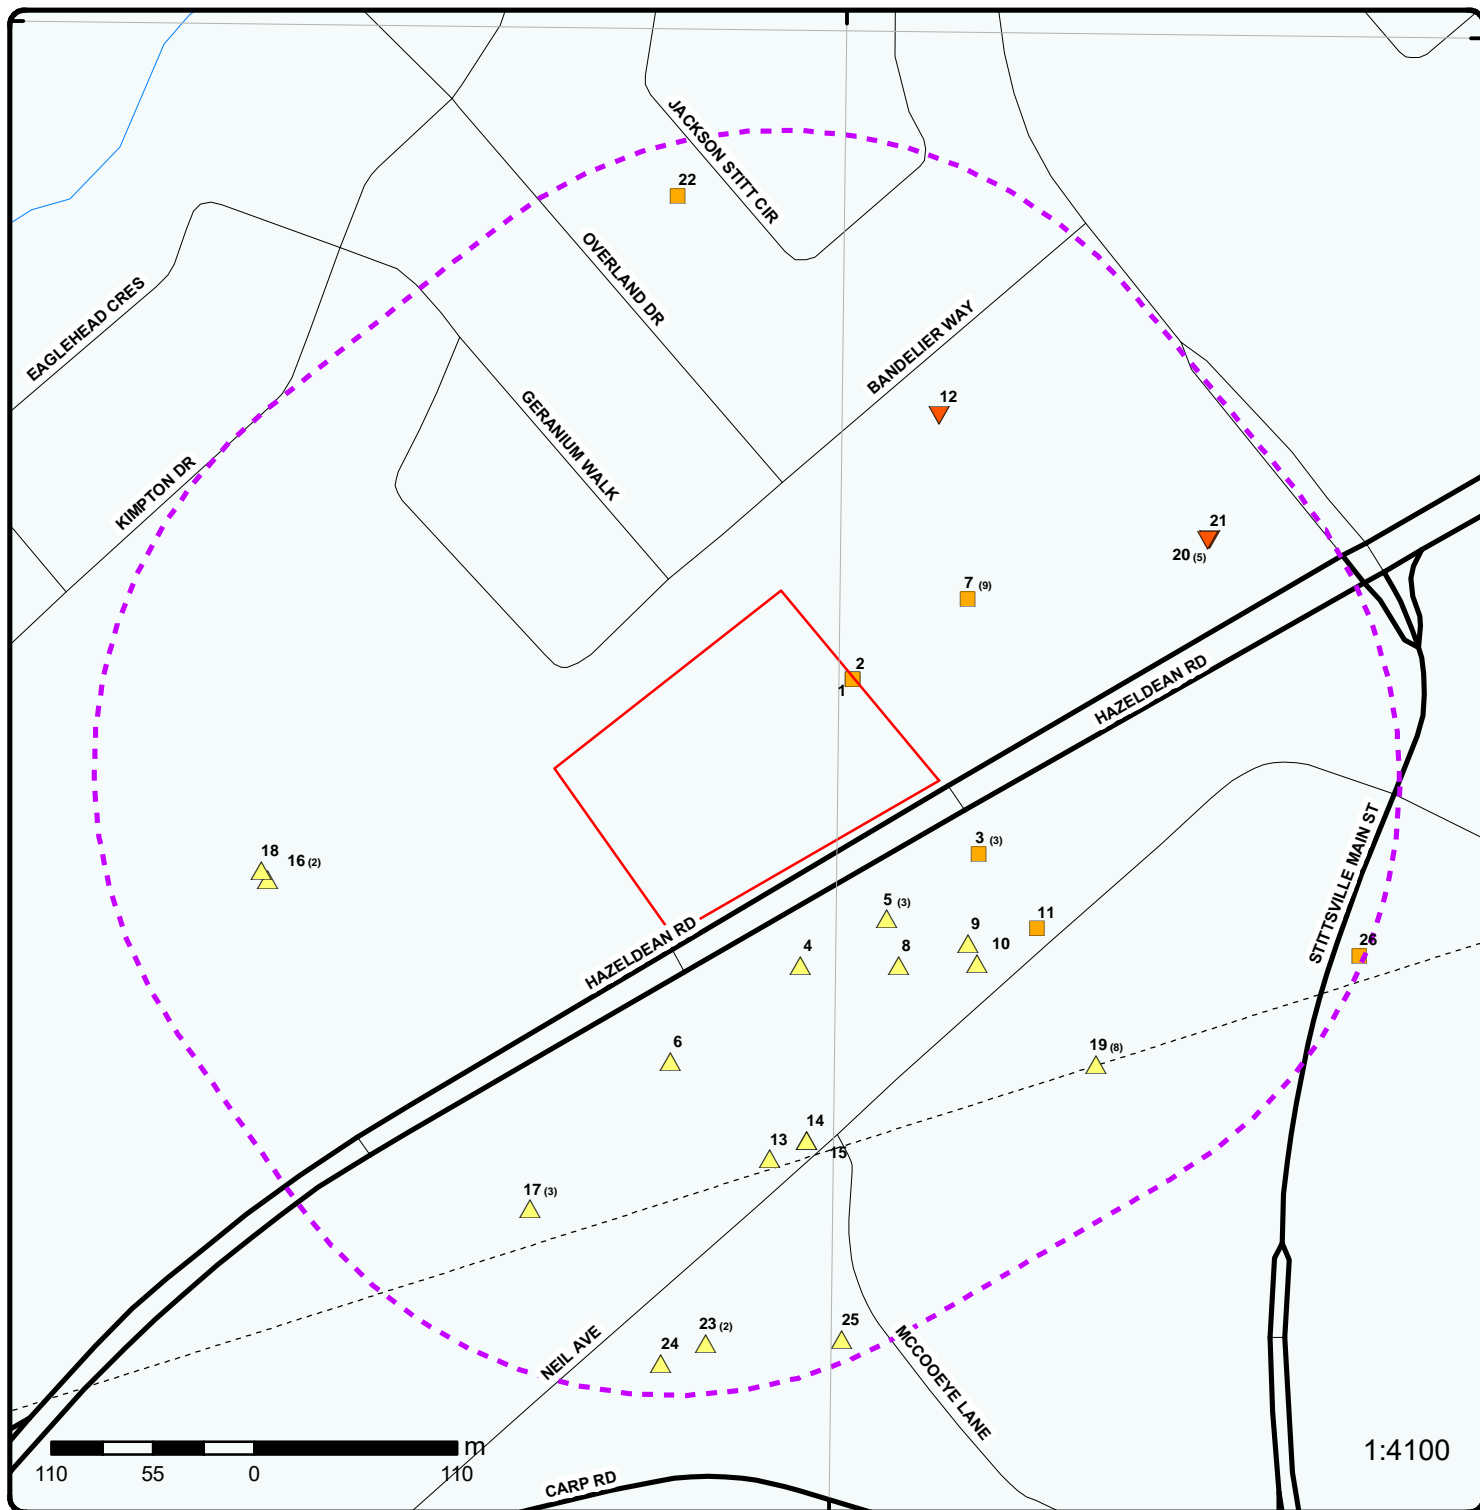 JACKSON STITT CIR
22
OVERLAND DR
EAGLEHEAD CRES
BANDELIER WAY
12
GERANIUM WALK
KIMPTON DR
21
20 (5)
7 (9)
2
1
HAZELDEAN RD
3 (3)
STITTSVILLE MAIN ST
18
16 (2)
5 (3)
11
9
10
8
4
26
HAZELDEAN RD
6
19 (8)
14
13
15
17 (3)
23 (2)
24
25
NEIL AVE
MCCOOEYE LANE
m
110 55 0 110
CARP RD
1:4100